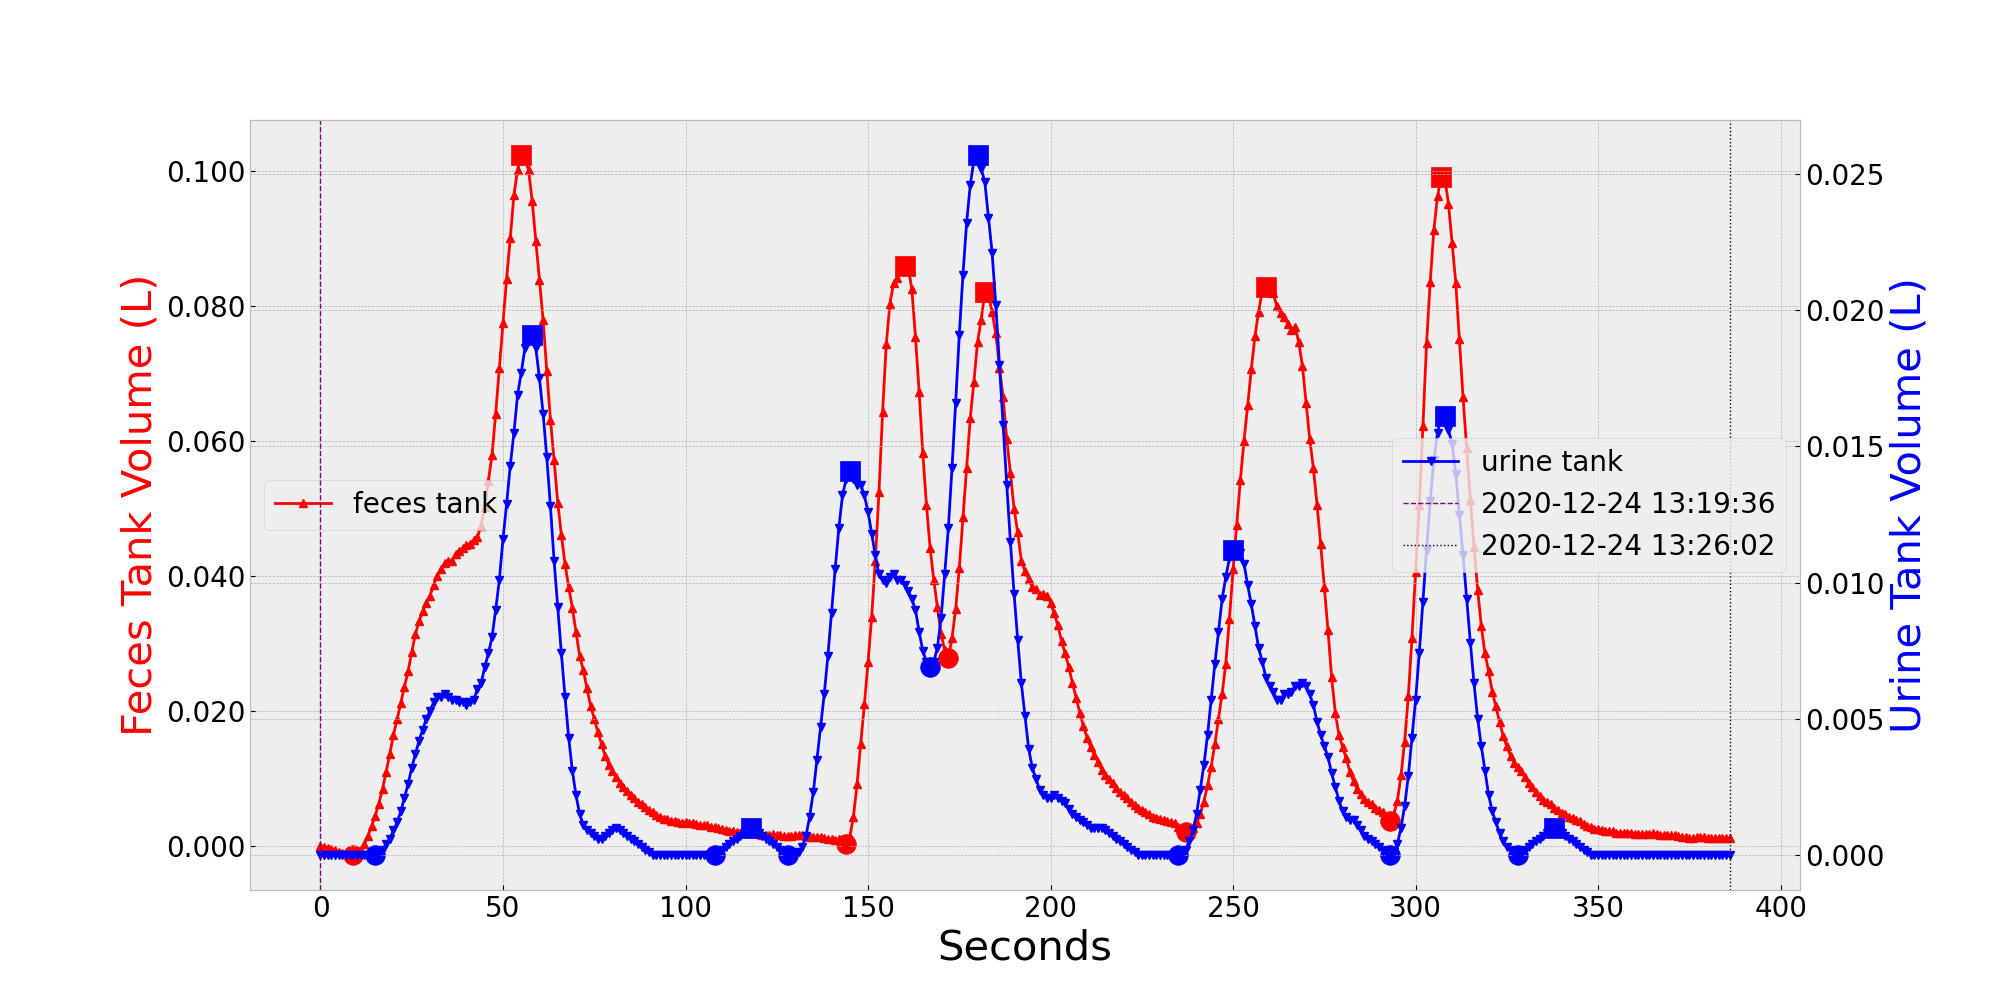 Feces Tank Volume (L)
0.100
0.080
0.060
0.040
0.020
0.000
feces tank
0.025
0.020
0.015
0.010
0.005
0.000
Urine Tank Volume (L)
urine tank
2020-12-24 13:19:36
2020-12-24 13:26:02
0 50 100 150 200 250 300 350 400
Seconds